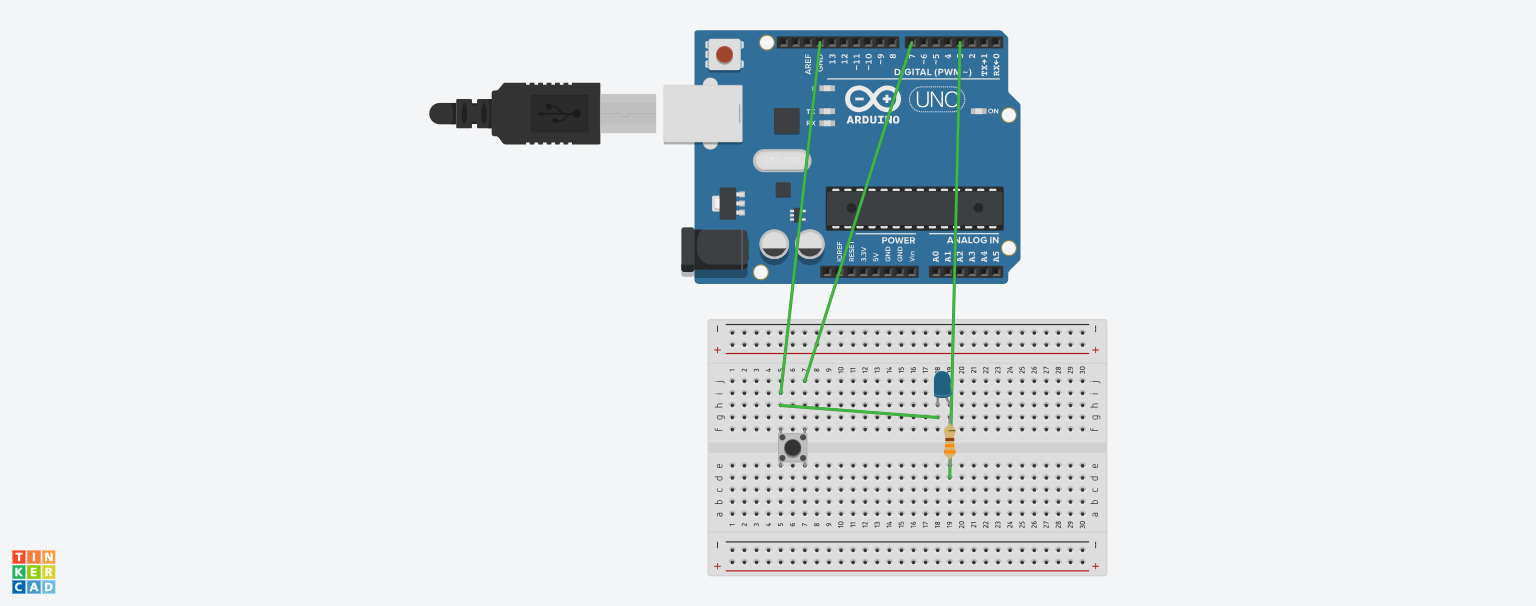 AREF
GND
13
12
~11
~10
~9
8
7
~6
~5
4
2
TX→1
RX←0
DIGITAL (PWM~)
L
TX
RX
ARDUINO
UNO
ON
POWER
ANALOG IN
IOREF
RESET
3.3V
5V
GND
GND
Vin
A0
A1
A2
A3
A4
A5
− −
+ +
1 2 3 4 5 6 7 8 9 10 11 12 13 14 15 16 17 18 19 20 21 22 23 24 25 26 27 28 29 30
j j
i i
h h
g g
f f
e e
d d
c c
b b
a a
1 2 3 4 5 6 7 8 9 10 11 12 13 14 15 16 17 18 19 20 21 22 23 24 25 26 27 28 29 30
− −
+ +
TIN
KER
CAD